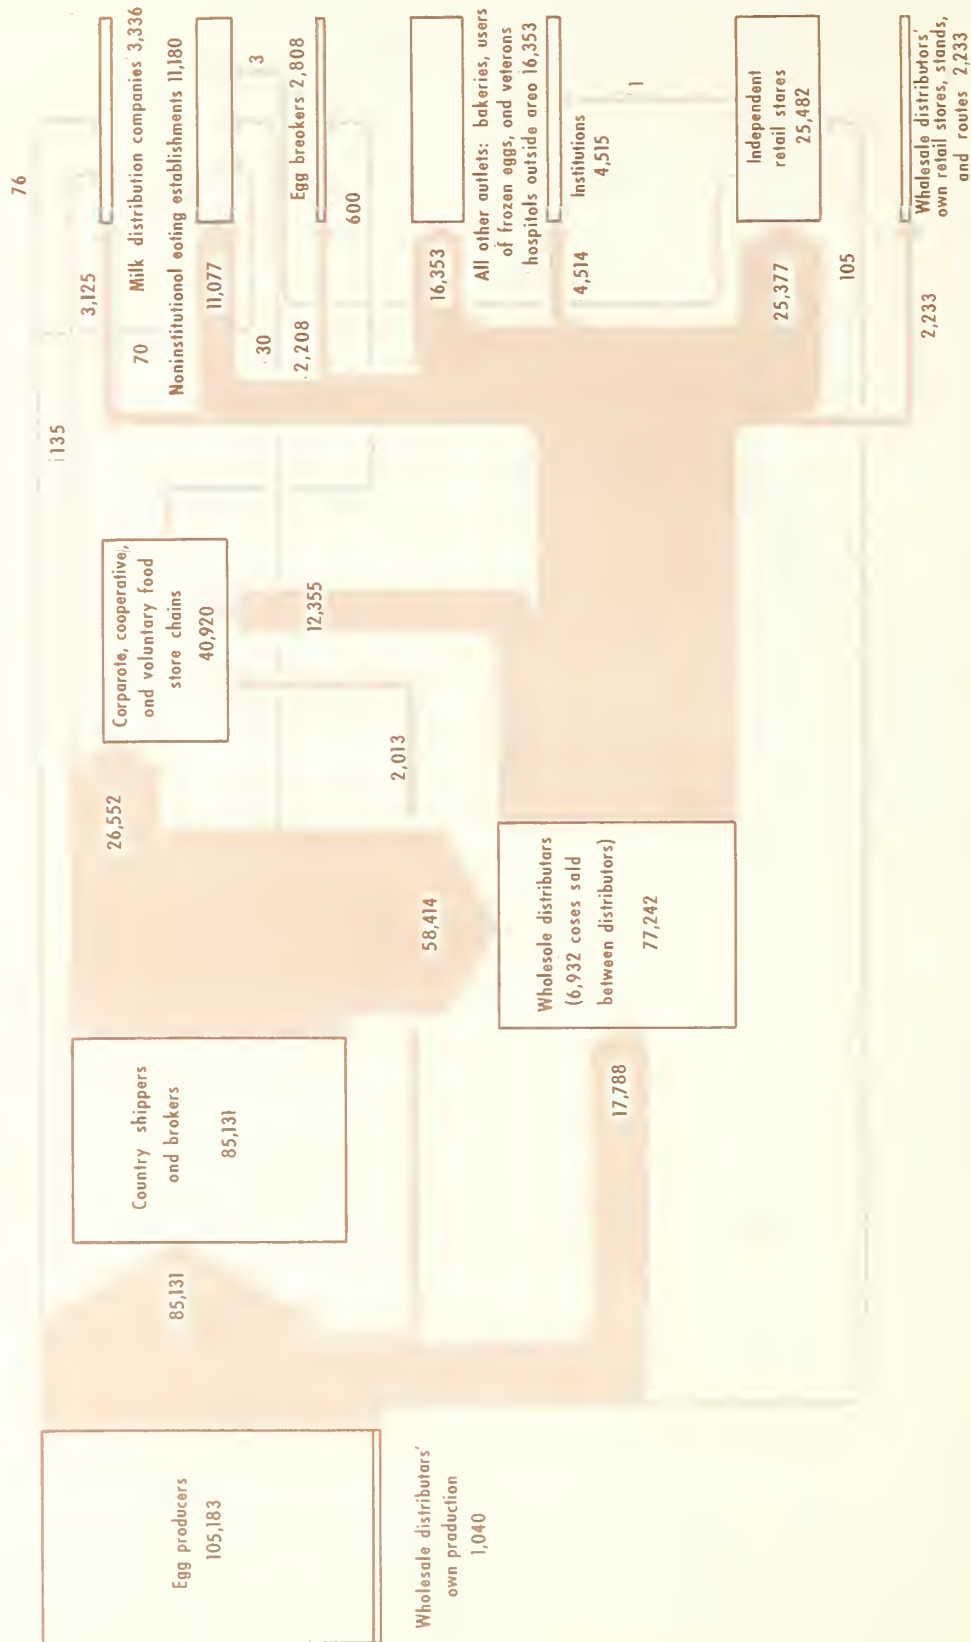 Egg producers
105,183
Wholesale distributors'
own production
1,040
85,131
Country shippers
and brokers
85,131
26,552
58,414
17,788
Wholesale distributors
(6,932 cases sold
between distributors)
77,242
2,013
Corporate, cooperative,
and voluntary food
store chains
40,920
12,355
135
76
3,125
70
Milk distribution companies 3,336
Noninstitutional eating establishments 11,180
11,077
3
30
2,208
Egg breakers 2,808
600
16,353
All other outlets: bakeries, users
of frozen eggs, and veterans
hospitals outside area 16,353
4,514
Institutions
4,515
1
25,377
Independent
retail stores
25,482
105
2,233
Wholesale distributors'
own retail stores, stands,
and routes 2,233